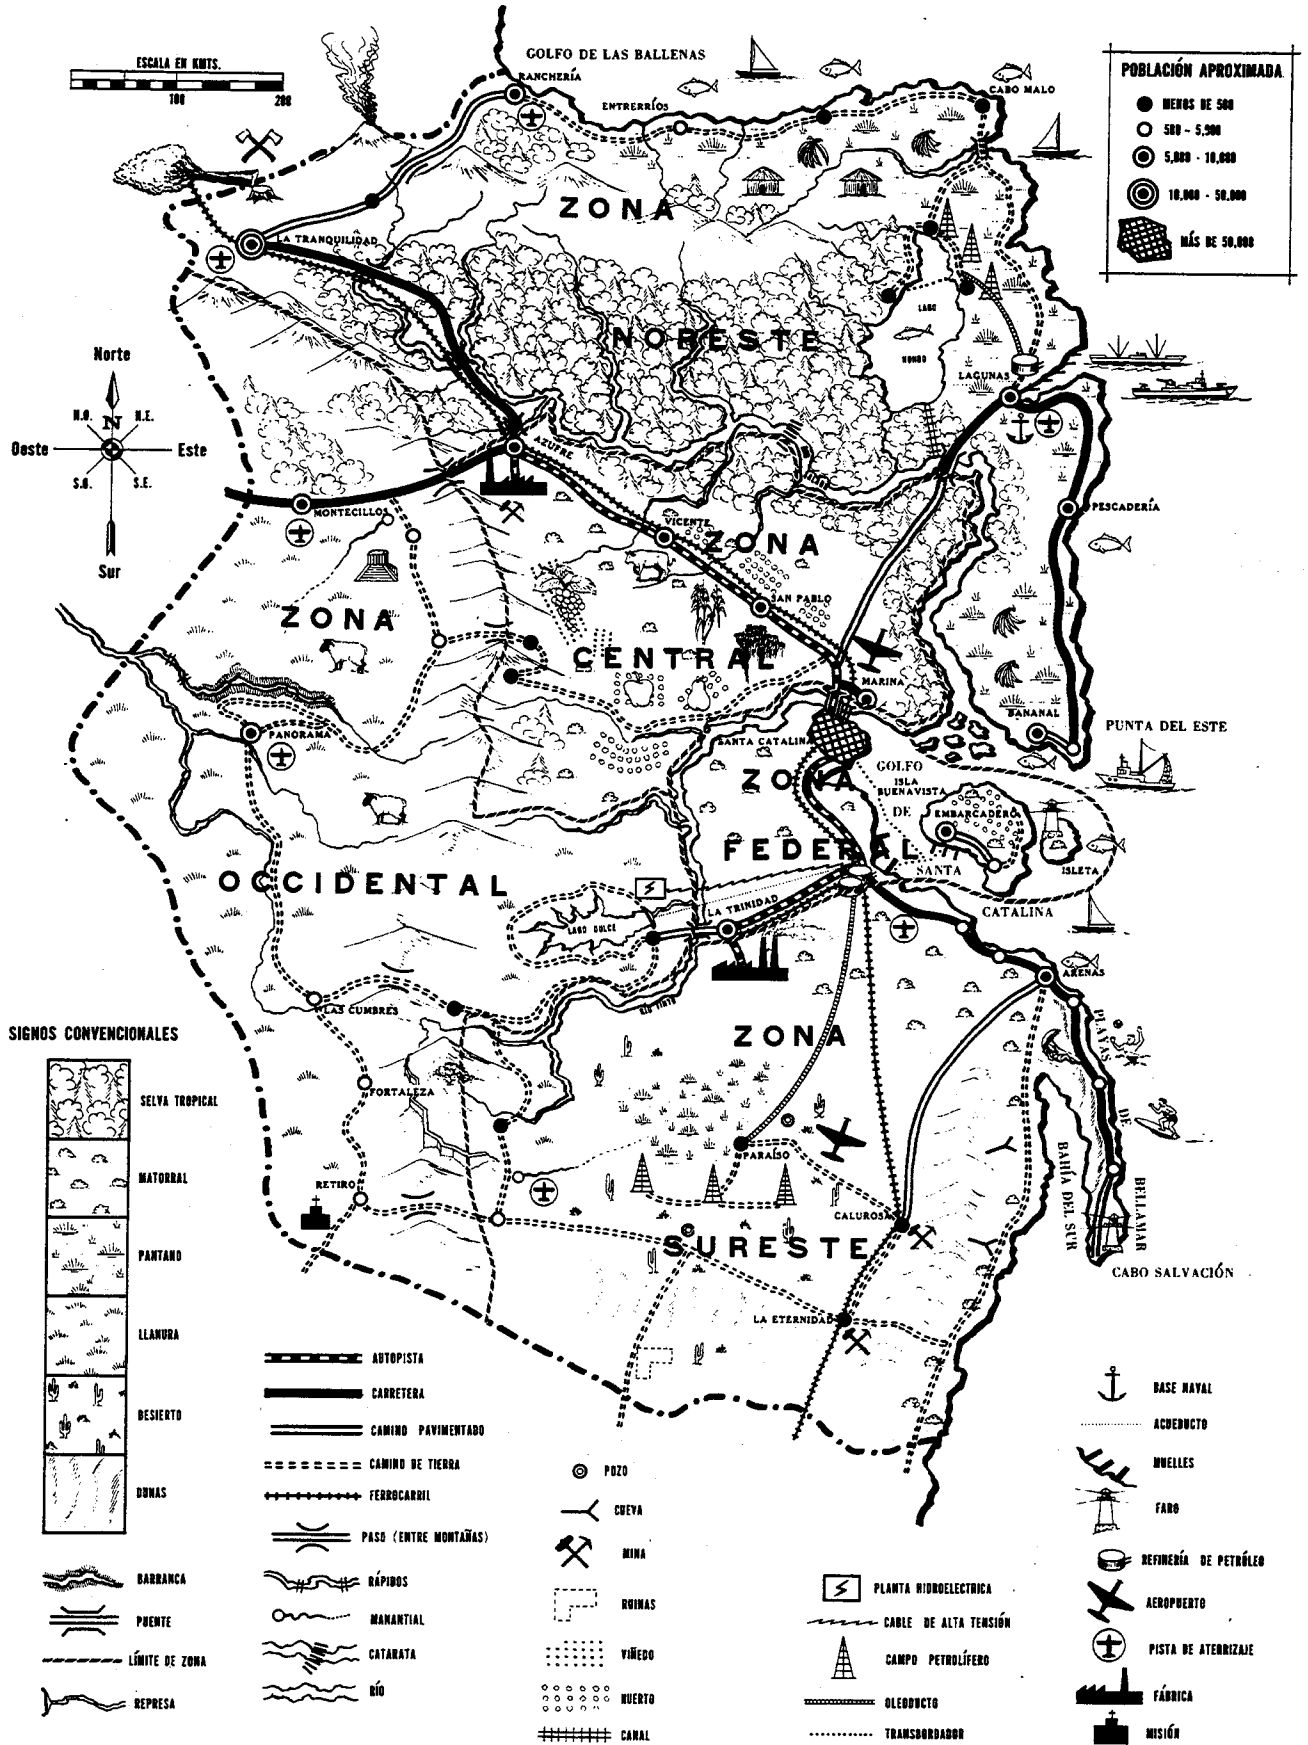 ESCALA EN KMTS.
100 200
GOLFO DE LAS BALLENAS
RANCHERÍA
ENTRERRÍOS
CABO MALO
POBLACIÓN APROXIMADA
MENOS DE 500
500 - 5,000
5,000 - 10,000
10,000 - 50,000
MÁS DE 50,000
ZONA
LA TRANQUILIDAD
LAGO
HONDO
NORESTE
LAGUNAS
Norte
N.O. N N.E.
Oeste Este
S.O. S.E.
Sur
AZUFRE
MONTECILLOS
PESCADERÍA
VICENTE
ZONA
SAN PABLO
ZONA
CENTRAL
MARINA
BANANAL
PANORAMA
SANTA CATALINA
PUNTA DEL ESTE
ZONA
GOLFO
ISLA
BUENAVISTA
DE
EMBARCADERO
FEDERAL
SANTA
ISLETA
OCCIDENTAL
LA TRINIDAD
CATALINA
LAGO DULCE
ARENAS
RÍO TINTO
LAS CUMBRES
ZONA
PLAYAS
DE
BELAMAR
FORTALEZA
PARAÍSO
BAHÍA DEL SUR
RETIRO
CALUROSA
SURESTE
CABO SALVACIÓN
LA ETERNIDAD
SIGNOS CONVENCIONALES
SELVA TROPICAL
MATORRAL
PANTANO
LLANURA
DESIERTO
DUNAS
BARRANCA
PUENTE
LÍMITE DE ZONA
REPRESA
AUTOPISTA
CARRETERA
CAMINO PAVIMENTADO
CAMINO DE TIERRA
FERROCARRIL
PASO (ENTRE MONTAÑAS)
RÁPIDOS
MANANTIAL
CATARATA
RÍO
POZO
CUEVA
MINA
RUINAS
VIÑEDO
HUERTO
CANAL
PLANTA HIDROELECTRICA
CABLE DE ALTA TENSIÓN
CAMPO PETROLÍFERO
OLEODUCTO
TRANSBORDADOR
BASE NAVAL
ACUEDUCTO
MUELLES
FARO
REFINERÍA DE PETRÓLEO
AEROPUERTO
PISTA DE ATERRIZAJE
FÁBRICA
MISIÓN